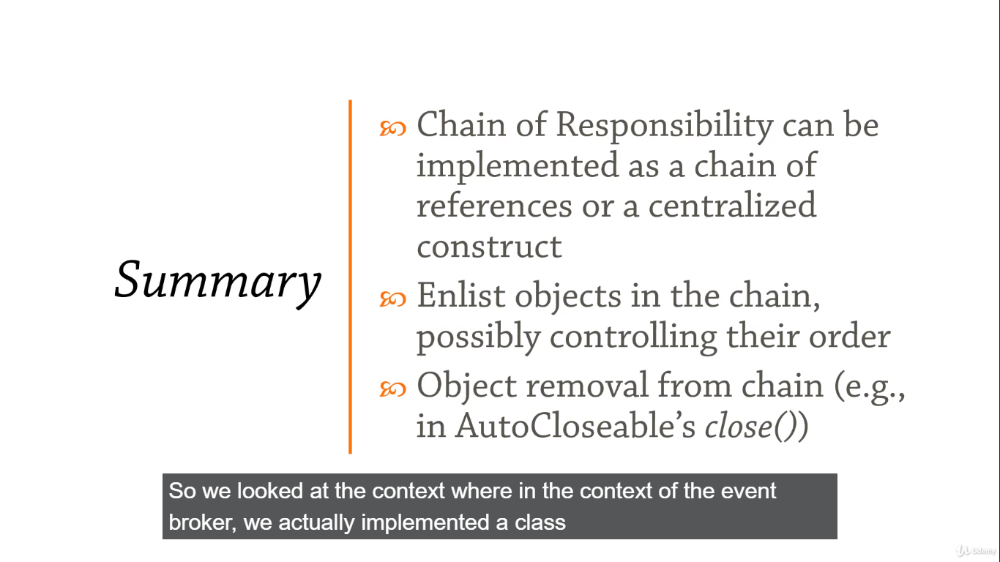 Summary
Chain of Responsibility can be
implemented as a chain of
references or a centralized
construct
Enlist objects in the chain,
possibly controlling their order
Object removal from chain (e.g.,
in AutoCloseable’s close())
So we looked at the context where in the context of the event
broker, we actually implemented a class
Udemy